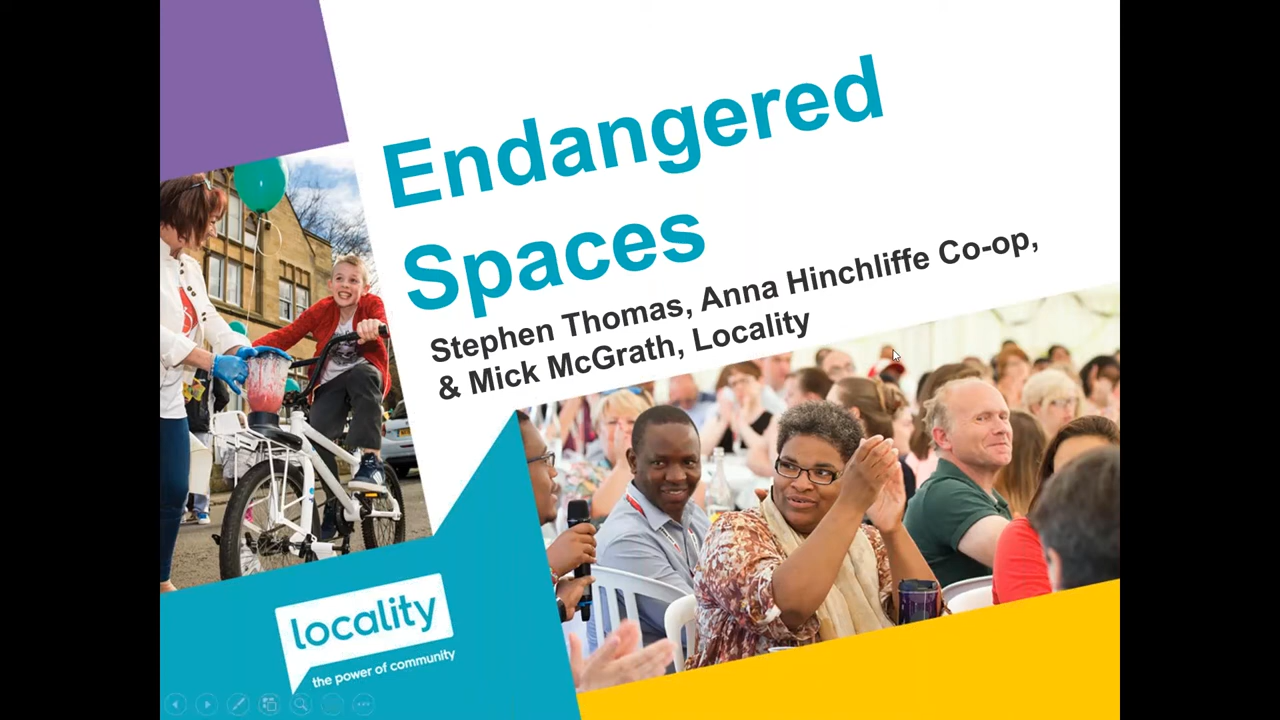 Endangered
Spaces
Stephen Thomas, Anna Hinchliffe Co-op,
& Mick McGrath, Locality
locality
the power of community